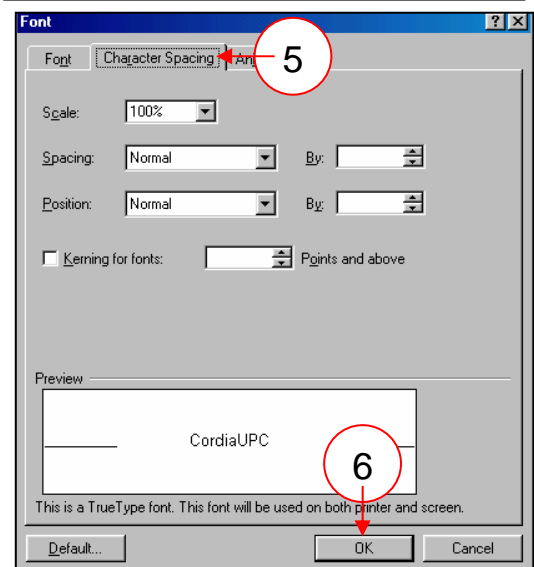 Font
Font Character Spacing An 5
Scale: 100%
Spacing: Normal By:
Position: Normal By:
Kerning for fonts: Points and above
Preview
CordiaUPC
6
This is a TrueType font. This font will be used on both printer and screen.
Default... OK Cancel